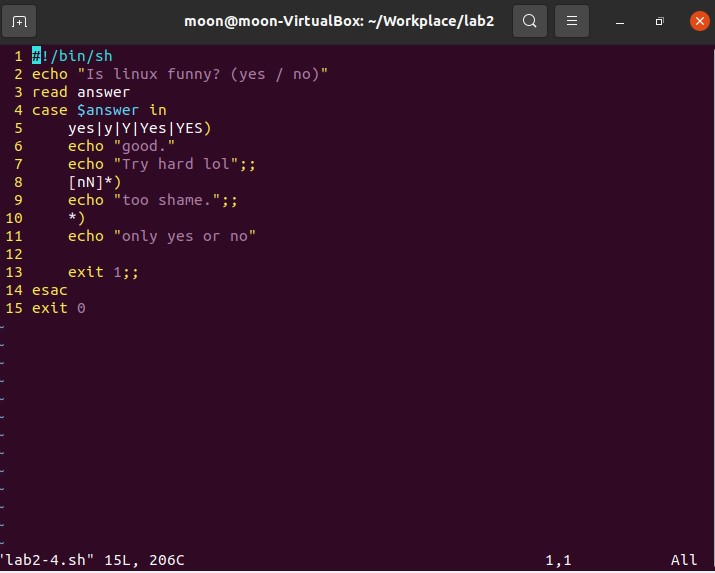 moon@moon-VirtualBox: ~/Workplace/lab2
1 #!/bin/sh
2 echo "Is linux funny? (yes / no)"
3 read answer
4 case $answer in
5     yes|y|Y|Yes|YES)
6     echo "good."
7     echo "Try hard lol";;
8     [nN]*)
9     echo "too shame.";;
10     *)
11     echo "only yes or no"
12
13     exit 1;;
14 esac
15 exit 0
~
~
~
~
~
~
~
~
~
~
~
~
~
"lab2-4.sh" 15L, 206C 1,1 All